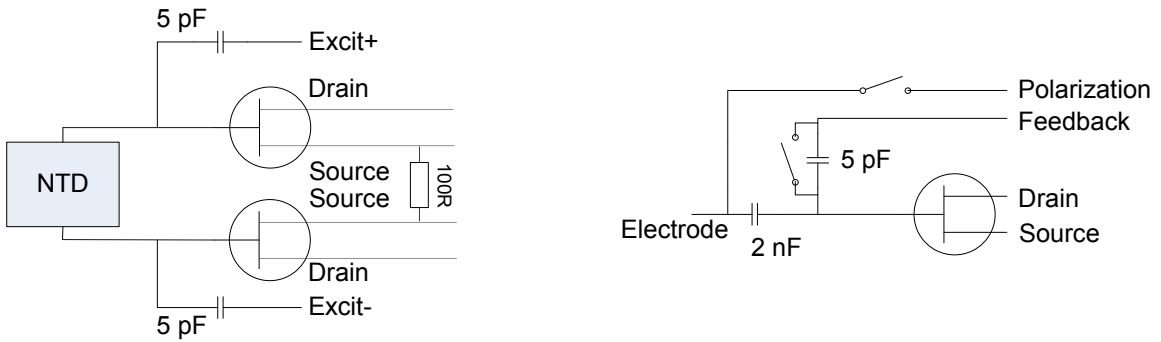 5 pF
Excit+
Drain
NTD
Source
Source
100R
Drain
Excit-
5 pF
Polarization
Feedback
5 pF
Drain
Electrode
Source
2 nF